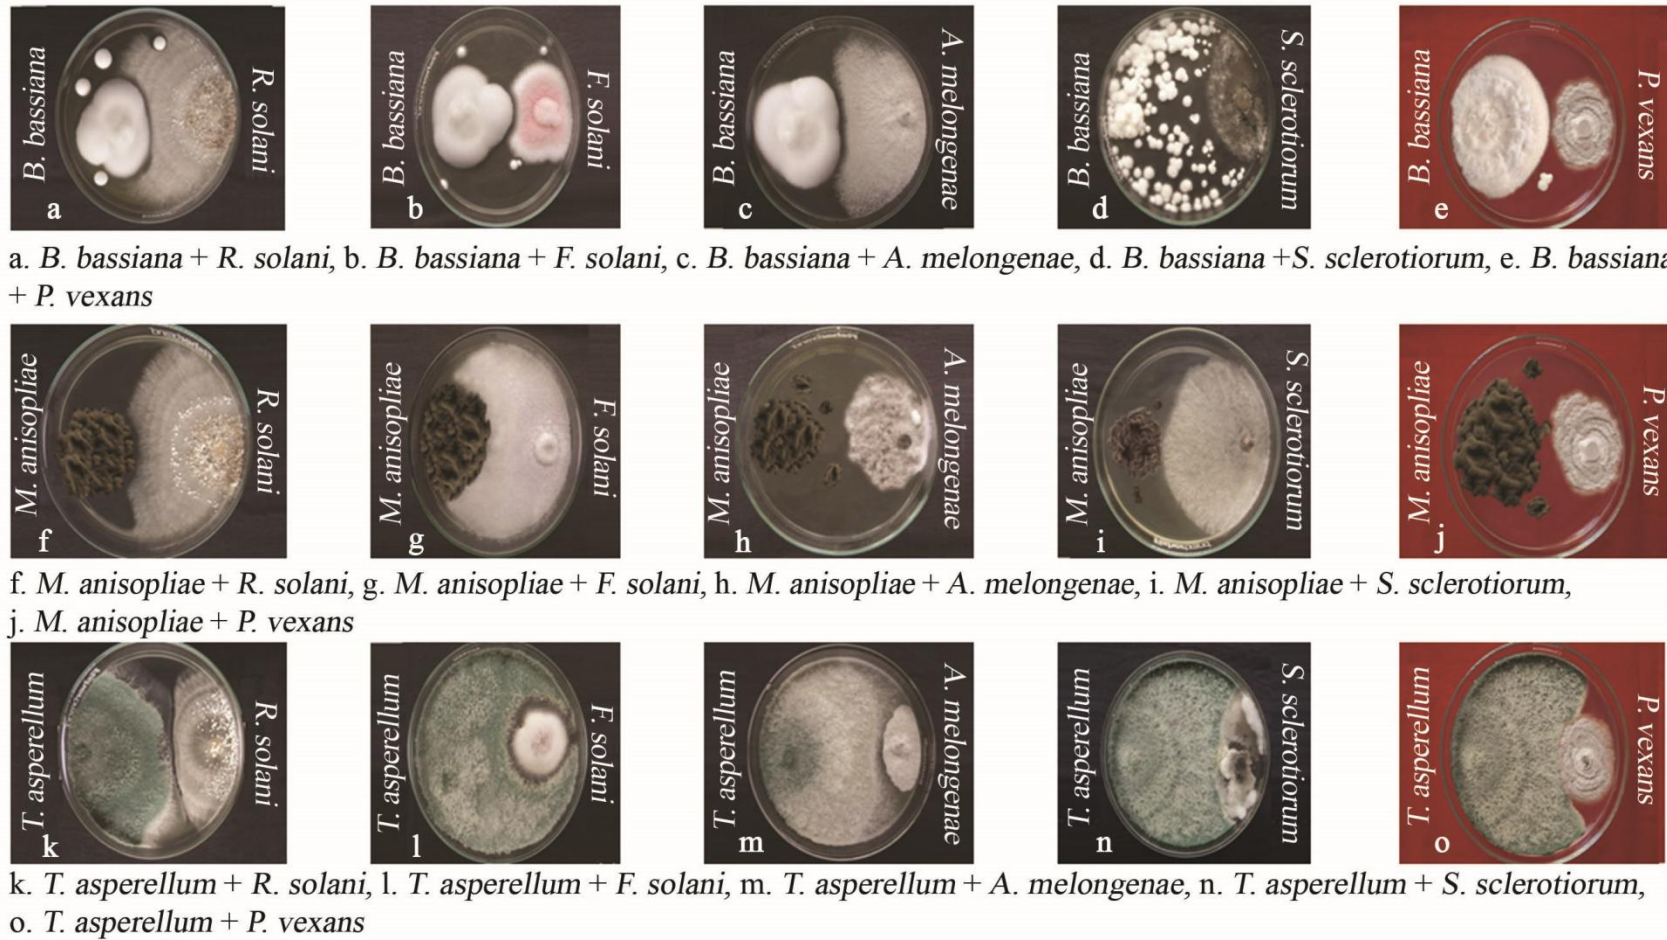 B. bassiana
R. solani
a
B. bassiana
F. solani
b
B. bassiana
A. melongenae
c
B. bassiana
S. sclerotiorum
d
B. bassiana
P. vexans
e
a. B. bassiana + R. solani, b. B. bassiana + F. solani, c. B. bassiana + A. melongenae, d. B. bassiana +S. sclerotiorum, e. B. bassiana
+ P. vexans
M. anisopliae
R. solani
f
M. anisopliae
F. solani
g
M. anisopliae
A. melongenae
h
M. anisopliae
S. sclerotiorum
i
M. anisopliae
P. vexans
j
f. M. anisopliae + R. solani, g. M. anisopliae + F. solani, h. M. anisopliae + A. melongenae, i. M. anisopliae + S. sclerotiorum,
j. M. anisopliae + P. vexans
T. asperellum
R. solani
k
T. asperellum
F. solani
l
T. asperellum
A. melongenae
m
T. asperellum
S. sclerotiorum
n
T. asperellum
P. vexans
o
k. T. asperellum + R. solani, l. T. asperellum + F. solani, m. T. asperellum + A. melongenae, n. T. asperellum + S. sclerotiorum,
o. T. asperellum + P. vexans